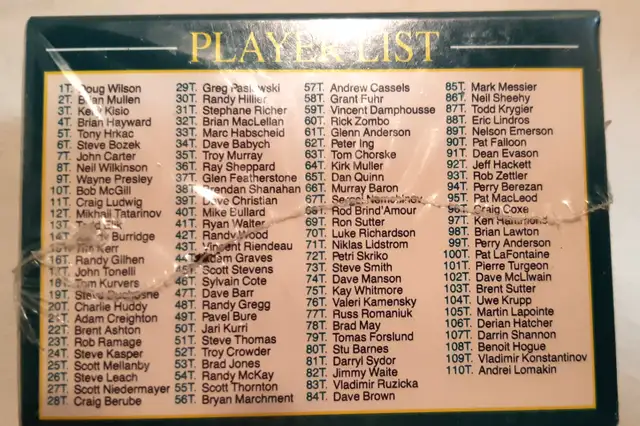 PLAYER LIST
1T. Doug Wilson
2T. Brian Mullen
3T. Kelly Kisio
4T. Brian Hayward
5T. Tony Hrkac
6T. Steve Bozek
7T. John Carter
8T. Neil Wilkinson
9T. Wayne Presley
10T. Bob McGill
11T. Craig Ludwig
12T. Mikhail Tatarinov
13T.
14T. Burridge
Kerr
16T. Randy Gilhen
17T. John Tonelli
18T. Tom Kurvers
19T. Steve Duchesne
20T. Charlie Huddy
21T. Adam Creighton
22T. Brent Ashton
23T. Rob Ramage
24T. Steve Kasper
25T. Scott Mellanby
26T. Steve Leach
27T. Scott Niedermayer
28T. Craig Berube
29T. Greg Paslawski
30T. Randy Hillier
31T. Stephane Richer
32T. Brian MacLellan
33T. Marc Habscheid
34T. Dave Babych
35T. Troy Murray
36T. Ray Sheppard
37T. Glen Featherstone
38T. Brendan Shanahan
39T. Dave Christian
40T. Mike Bullard
41T. Ryan Walter
42T. Randy Wood
43T. Vincent Riendeau
44T. Adam Graves
45T. Scott Stevens
46T. Sylvain Cote
47T. Dave Barr
48T. Randy Gregg
49T. Pavel Bure
50T. Jari Kurri
51T. Steve Thomas
52T. Troy Crowder
53T. Brad Jones
54T. Randy McKay
55T. Scott Thornton
56T. Bryan Marchment
57T. Andrew Cassels
58T. Grant Fuhr
59T. Vincent Damphousse
60T. Rick Zombo
61T. Glenn Anderson
62T. Peter Ing
63T. Tom Chorske
64T. Kirk Muller
65T. Dan Quinn
66T. Murray Baron
67T. Sergei Nemchinov
68T. Rod Brind'Amour
69T. Ron Sutter
70T. Luke Richardson
71T. Niklas Lidstrom
72T. Petri Skriko
73T. Steve Smith
74T. Dave Manson
75T. Kay Whitmore
76T. Valeri Kamensky
77T. Russ Romaniuk
78T. Brad May
79T. Tomas Forslund
80T. Stu Barnes
81T. Darryl Sydor
82T. Jimmy Waite
83T. Vladimir Ruzicka
84T. Dave Brown
85T. Mark Messier
86T. Neil Sheehy
87T. Todd Krygier
88T. Eric Lindros
89T. Nelson Emerson
90T. Pat Falloon
91T. Dean Evason
92T. Jeff Hackett
93T. Rob Zettler
94T. Perry Berezan
95T. Pat MacLeod
96T. Craig Coxe
97T. Ken Hammond
98T. Brian Lawton
99T. Perry Anderson
100T. Pat LaFontaine
101T. Pierre Turgeon
102T. Dave McLlwain
103T. Brent Sutter
104T. Uwe Krupp
105T. Martin Lapointe
106T. Derian Hatcher
107T. Darrin Shannon
108T. Benoit Hogue
109T. Vladimir Konstantinov
110T. Andrei Lomakin